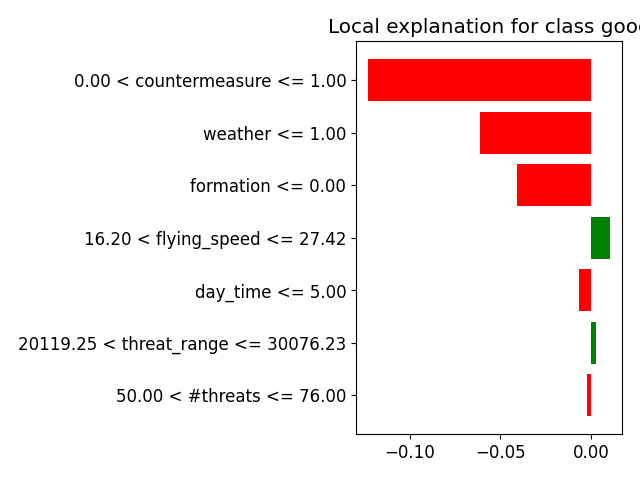 Local explanation for class good
0.00 < countermeasure <= 1.00
weather <= 1.00
formation <= 0.00
16.20 < flying_speed <= 27.42
day_time <= 5.00
20119.25 < threat_range <= 30076.23
50.00 < #threats <= 76.00
−0.10 −0.05 0.00